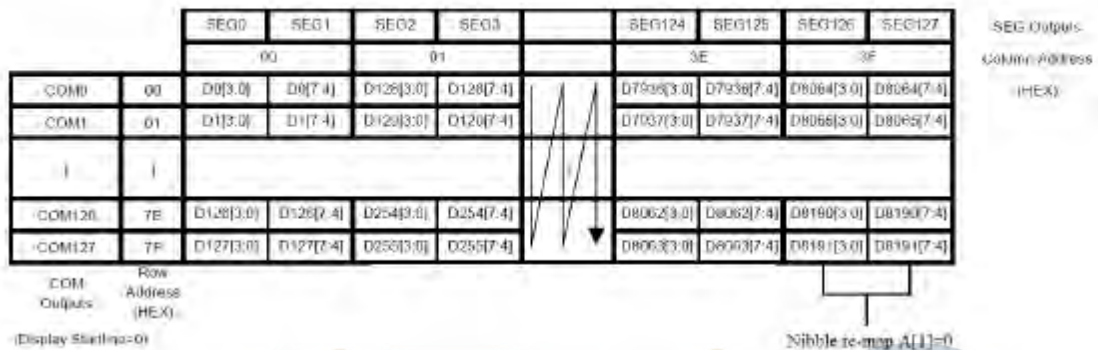 SEG0 SEG1 SEG2 SEG3 SEG124 SEG125 SEG126 SEG127 SEG Outputs
00 01 3E 3F Column Address
COM0 00 D0[3:0] D0[7:4] D128[3:0] D128[7:4] D7936[3:0] D7936[7:4] D8064[3:0] D8064[7:4] (HEX)
COM1 01 D1[3:0] D1[7:4] D129[3:0] D129[7:4] D7937[3:0] D7937[7:4] D8065[3:0] D8065[7:4]
COM126 7E D126[3:0] D126[7:4] D254[3:0] D254[7:4] D8062[3:0] D8062[7:4] D8190[3:0] D8190[7:4]
COM127 7F D127[3:0] D127[7:4] D255[3:0] D255[7:4] D8063[3:0] D8063[7:4] D8191[3:0] D8191[7:4]
COM Outputs
Row Address (HEX)
(Display Startline=0)
Nibble re-map A[1]=0